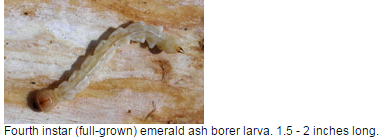 Fourth instar (full-grown) emerald ash borer larva. 1.5 - 2 inches long.